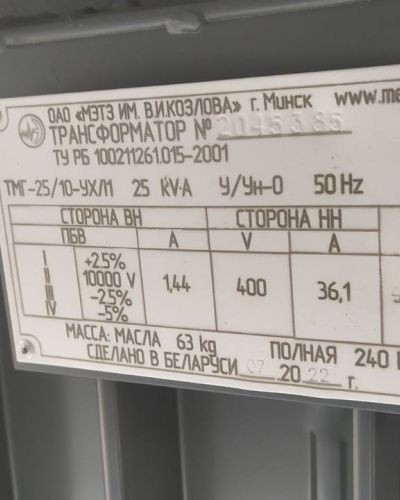 ОАО «МЭТЗ ИМ. В.И.КОЗЛОВА» г. Минск www.me
ТРАНСФОРМАТОР № 2045385
ТУ РБ 100211261.015-2001
ТМГ-25/10-УХЛ1 25 kV·A У/Ун-0 50 Hz
СТОРОНА ВН СТОРОНА НН
ПБВ А V А
I +2.5%
II 10000 V 1,44 400 36,1
III -2.5%
IV -5%
МАССА: МАСЛА 63 kg ПОЛНАЯ 240
СДЕЛАНО В БЕЛАРУСИ 07 2022 г.